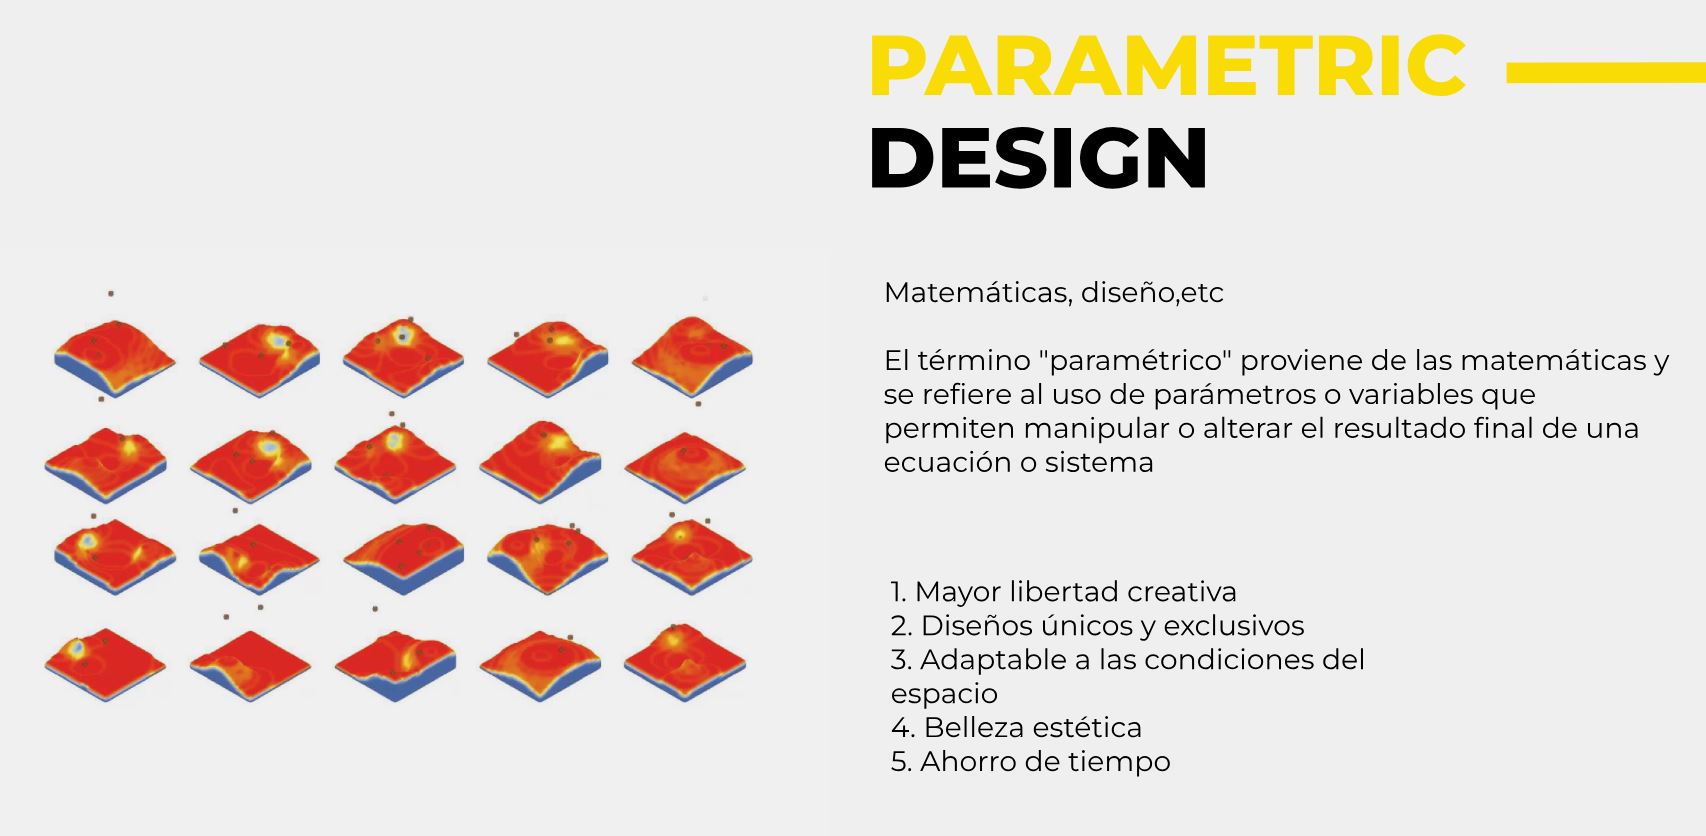 PARAMETRIC
DESIGN
Matemáticas, diseño,etc
El término "paramétrico" proviene de las matemáticas y
se refiere al uso de parámetros o variables que
permiten manipular o alterar el resultado final de una
ecuación o sistema
1. Mayor libertad creativa
2. Diseños únicos y exclusivos
3. Adaptable a las condiciones del
espacio
4. Belleza estética
5. Ahorro de tiempo